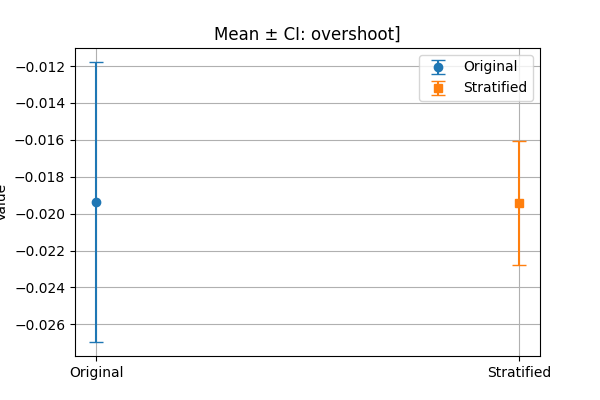 Mean ± CI: overshoot]
Original
Stratified
−0.012
−0.014
−0.016
−0.018
−0.020
−0.022
−0.024
−0.026
Value
Original
Stratified